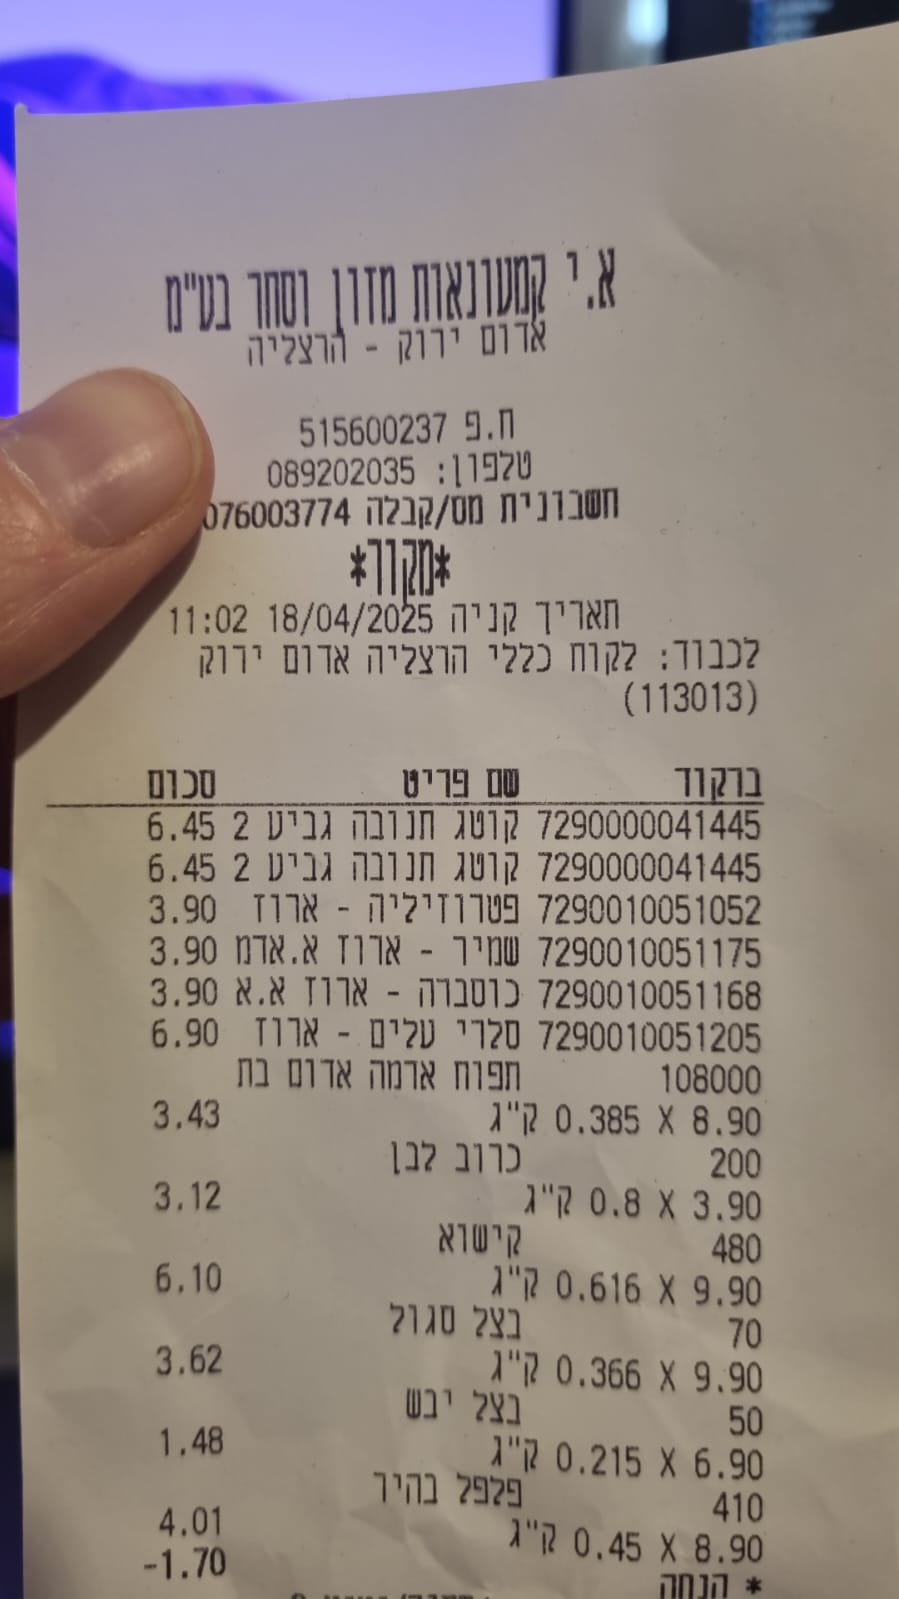 א.י קמעונאות מזון וסחר בע"מ
אדום ירוק - הרצליה
ח.פ 515600237
טלפון: 089202035
חשבונית מס/קבלה 076003774
*מקור*
תאריך קניה 18/04/2025 11:02
לכבוד: לקוח כללי הרצליה אדום ירוק
(113013)
ברקוד שם פריט סכום
7290000041445 קוטג תנובה גביע 2 6.45
7290000041445 קוטג תנובה גביע 2 6.45
7290010051052 פטרוזיליה - ארוז 3.90
7290010051175 שמיר - ארוז א.אדמ 3.90
7290010051168 כוסברה - ארוז א.א 3.90
7290010051205 סלרי עלים - ארוז 6.90
108000 תפוח אדמה אדום בת
8.90 X 0.385 ק"ג 3.43
200 כרוב לבן
3.90 X 0.8 ק"ג 3.12
480 קישוא
9.90 X 0.616 ק"ג 6.10
70 בצל סגול
9.90 X 0.366 ק"ג 3.62
50 בצל יבש
6.90 X 0.215 ק"ג 1.48
410 פלפל בהיר
8.90 X 0.45 ק"ג 4.01
* הנחה -1.70